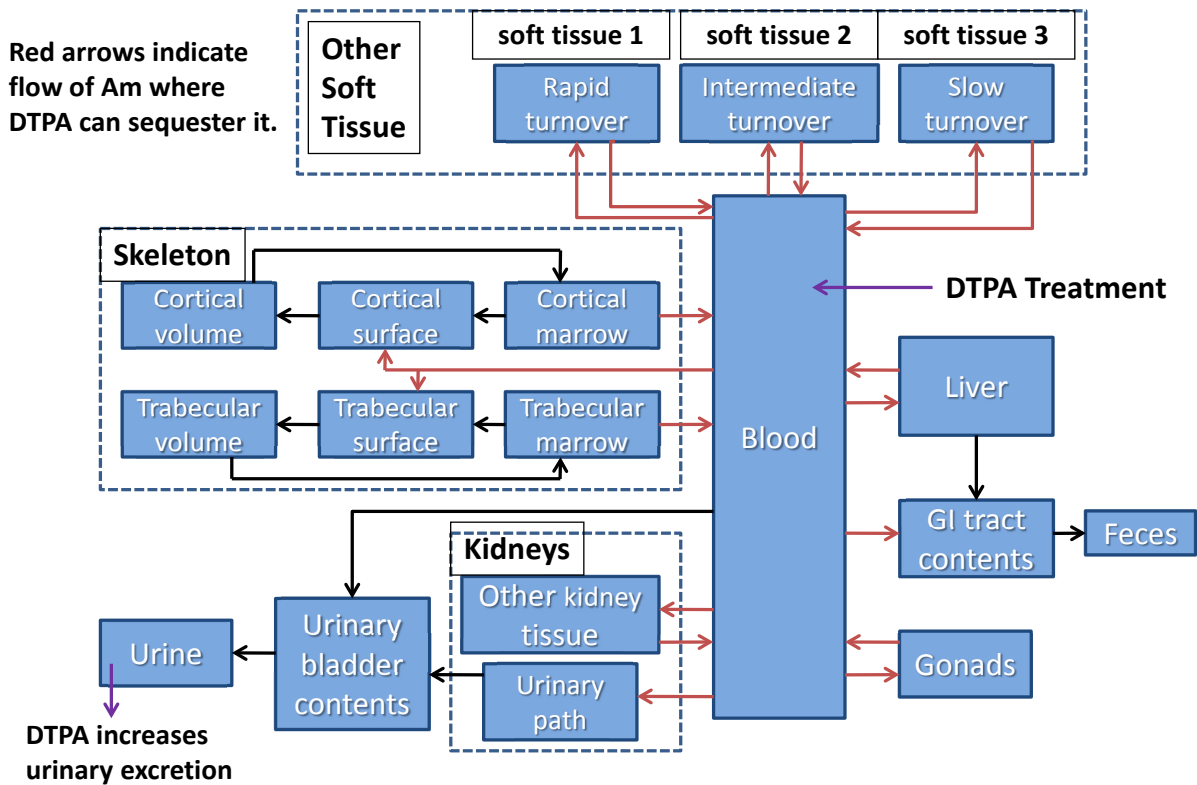 Red arrows indicate
flow of Am where
DTPA can sequester it.
Other
Soft
Tissue
soft tissue 1
soft tissue 2
soft tissue 3
Rapid
turnover
Intermediate
turnover
Slow
turnover
Skeleton
Cortical
volume
Cortical
surface
Cortical
marrow
Trabecular
volume
Trabecular
surface
Trabecular
marrow
Blood
DTPA Treatment
Liver
GI tract
contents
Feces
Gonads
Kidneys
Other kidney
tissue
Urinary
path
Urinary
bladder
contents
Urine
DTPA increases
urinary excretion